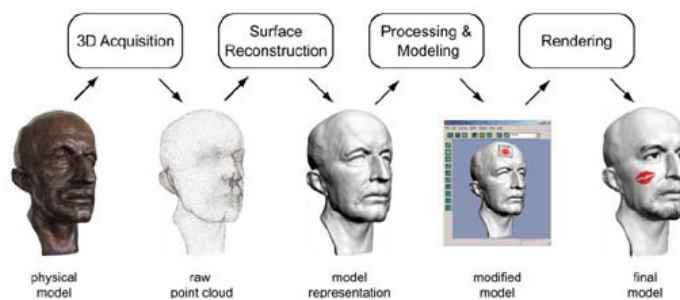 3D Acquisition
Surface
Reconstruction
Processing &
Modeling
Rendering
physical
model
raw
point cloud
model
representation
modified
model
final
model